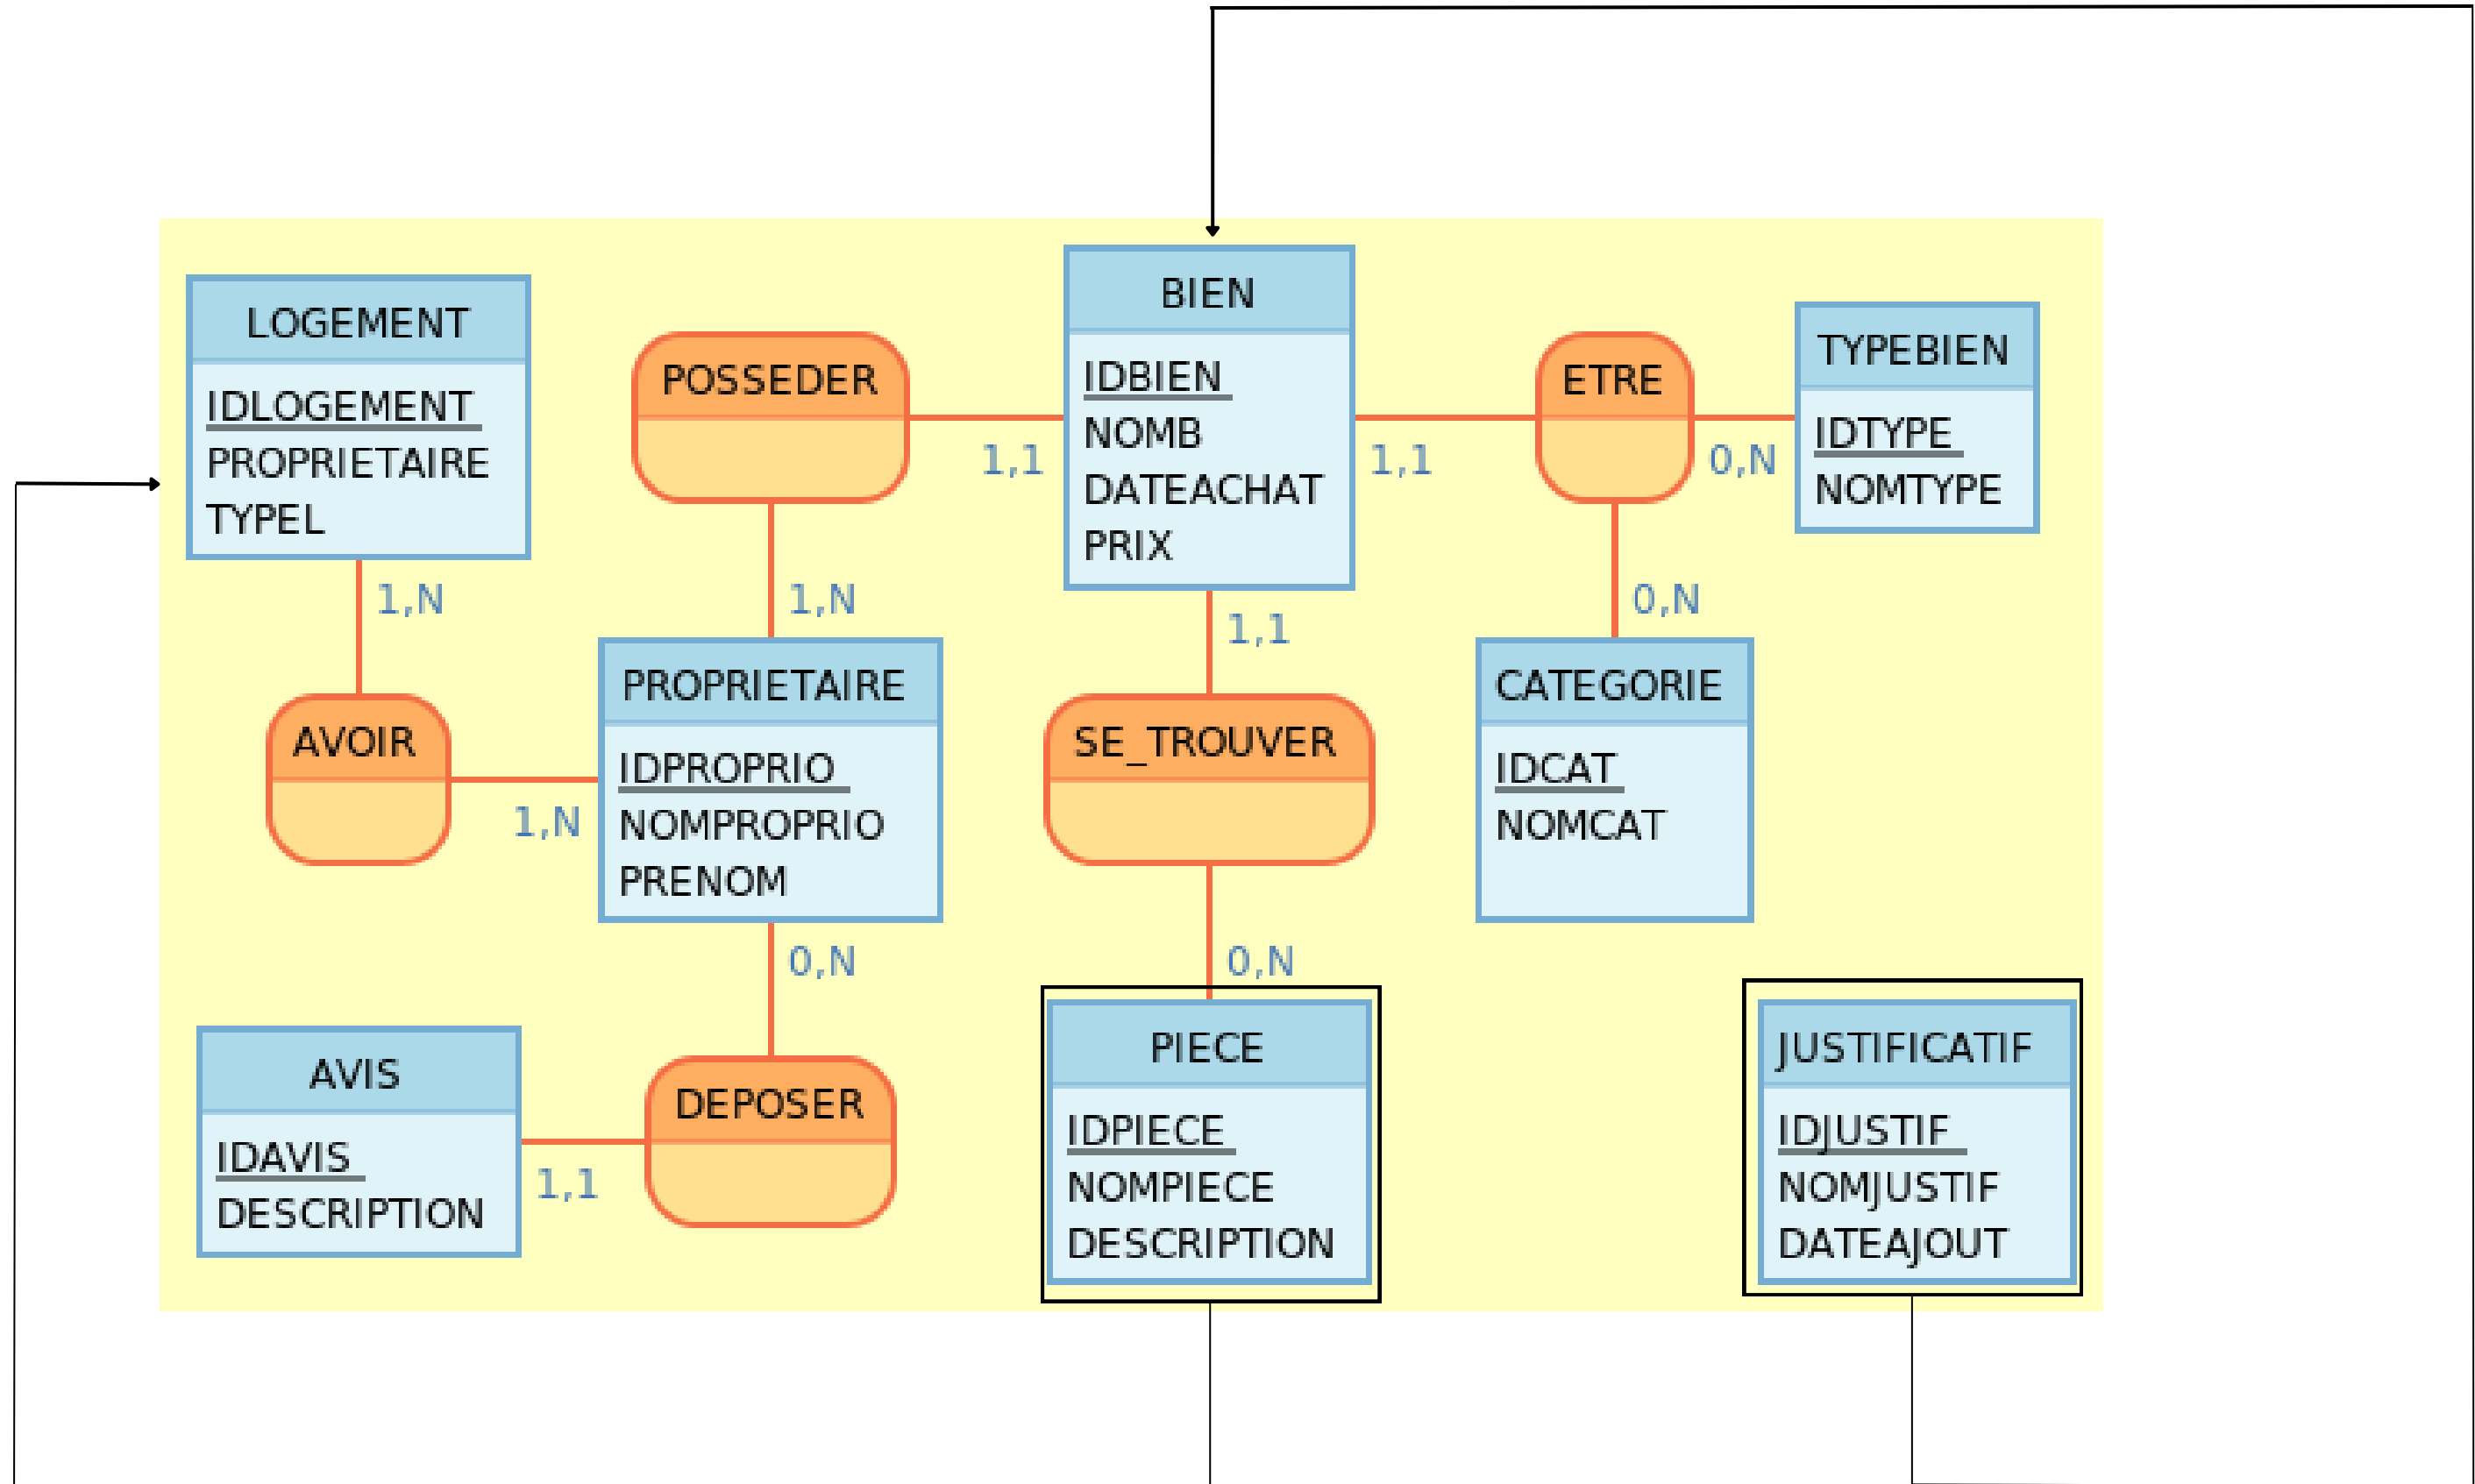 LOGEMENT
IDLOGEMENT
PROPRIETAIRE
TYPEL
1,N
AVOIR
1,N
POSSEDER
1,1
1,N
PROPRIETAIRE
IDPROPRIO
NOMPROPRIO
PRENOM
0,N
DEPOSER
1,1
AVIS
IDAVIS
DESCRIPTION
BIEN
IDBIEN
NOMB
DATEACHAT
PRIX
1,1
SE_TROUVER
0,N
PIECE
IDPIECE
NOMPIECE
DESCRIPTION
1,1
ETRE
0,N
TYPEBIEN
IDTYPE
NOMTYPE
0,N
CATEGORIE
IDCAT
NOMCAT
JUSTIFICATIF
IDJUSTIF
NOMJUSTIF
DATEAJOUT